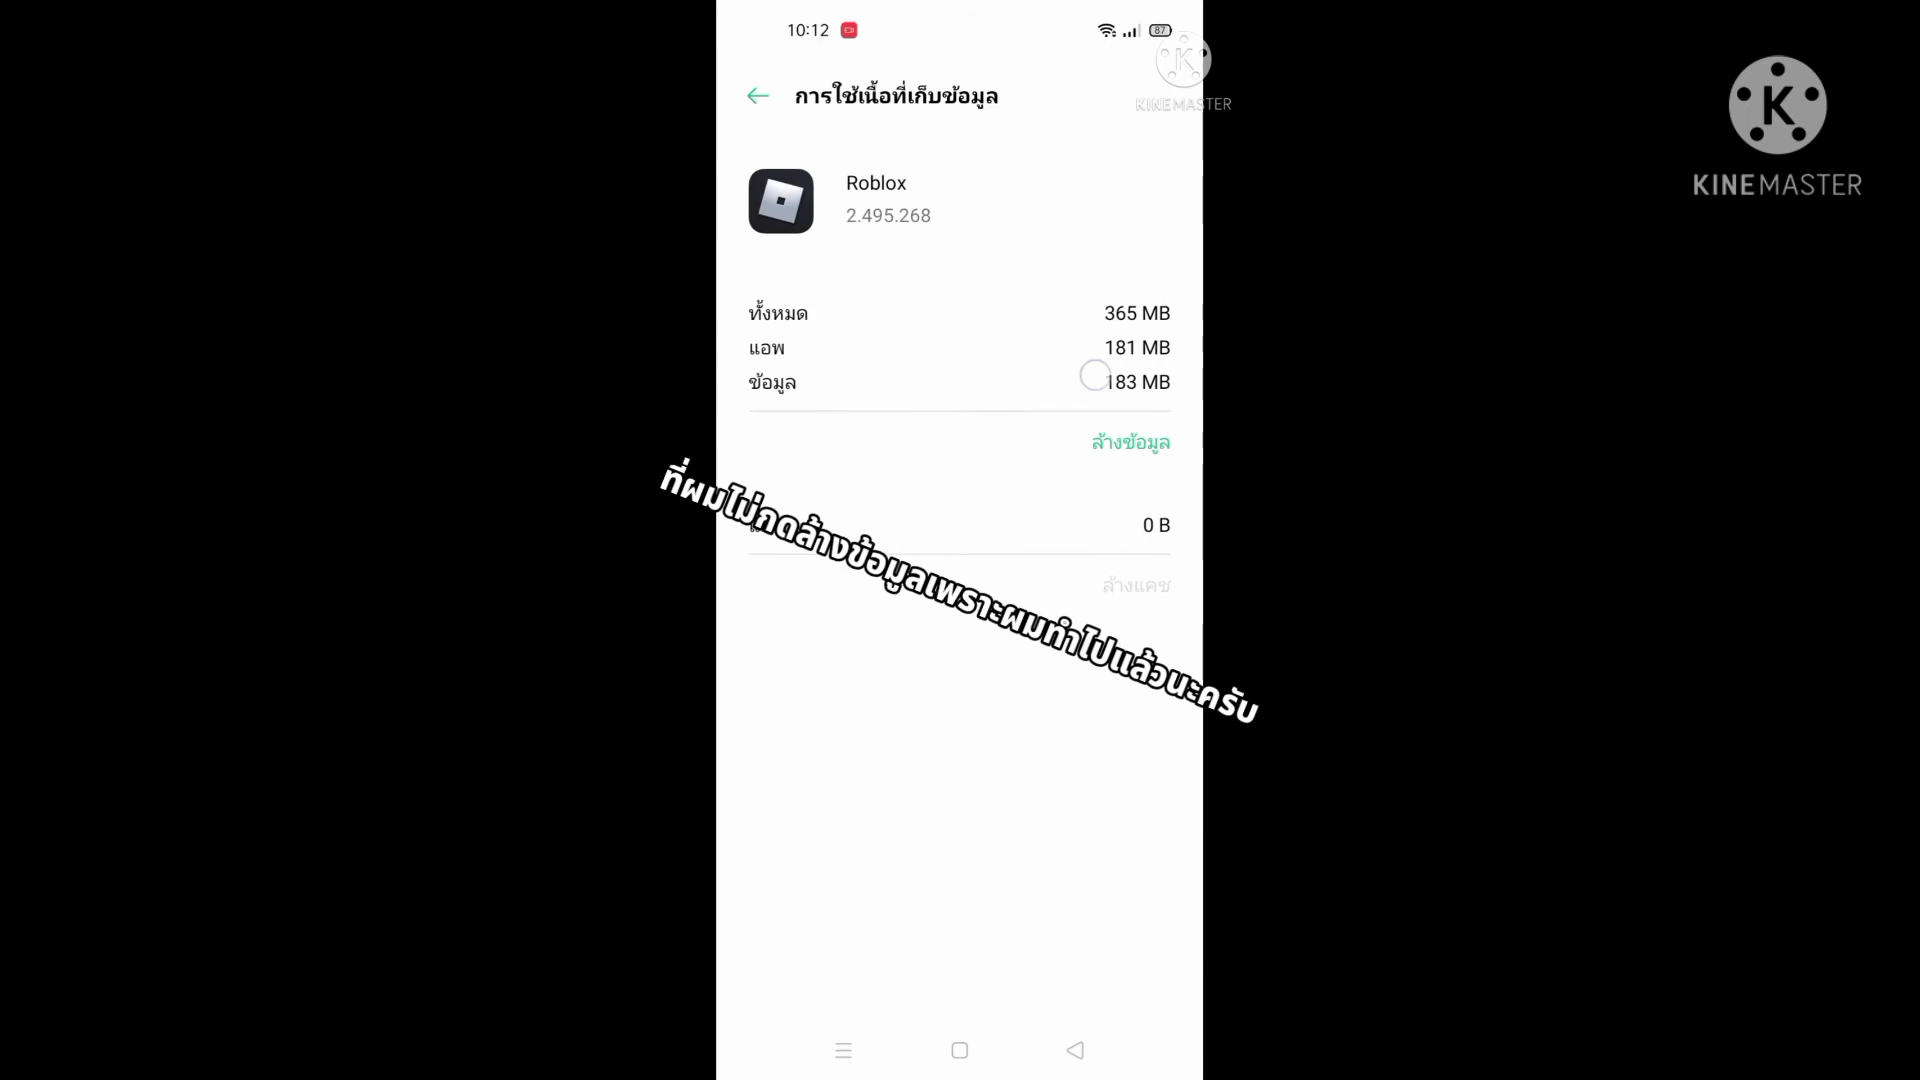 10:12
87
การใช้เนื้อที่เก็บข้อมูล
KINEMASTER
K
KINEMASTER
Roblox
2.495.268
ทั้งหมด 365 MB
แอพ 181 MB
ข้อมูล 183 MB
ล้างข้อมูล
ที่ผมไม่กดล้างข้อมูลเพราะผมทำไปแล้วนะครับ
0 B
ล้างแคช